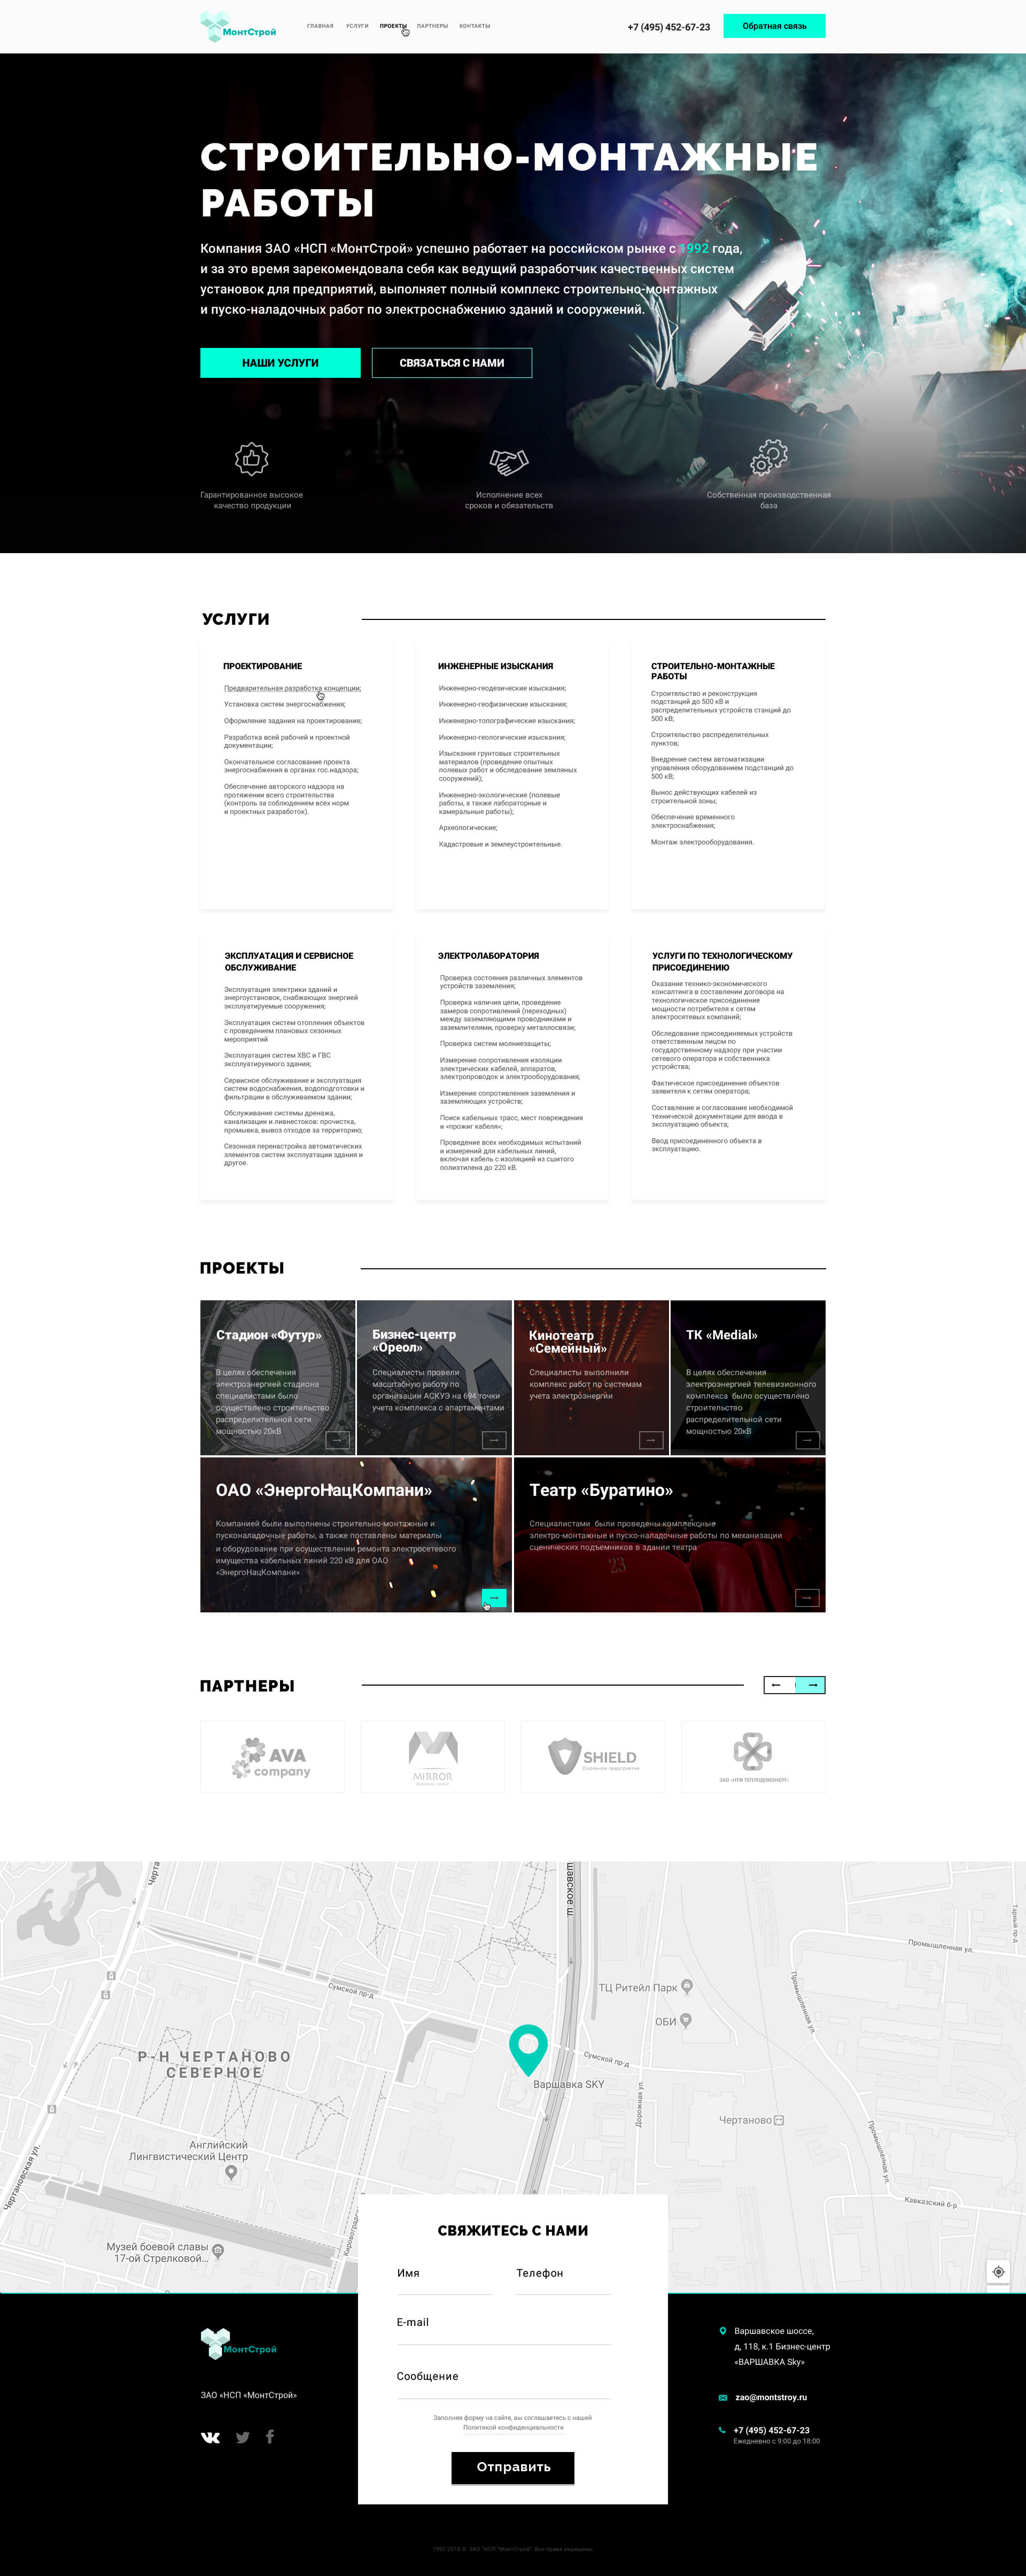 МонтСтрой
ГЛАВНАЯ УСЛУГИ ПРОЕКТЫ ПАРТНЕРЫ КОНТАКТЫ
+7 (495) 452-67-23
Обратная связь
СТРОИТЕЛЬНО-МОНТАЖНЫЕ
РАБОТЫ
Компания ЗАО «НСП «МонтСтрой» успешно работает на российском рынке с 1992 года,
и за это время зарекомендовала себя как ведущий разработчик качественных систем
установок для предприятий, выполняет полный комплекс строительно-монтажных
и пуско-наладочных работ по электроснабжению зданий и сооружений.
НАШИ УСЛУГИ
СВЯЗАТЬСЯ С НАМИ
Гарантированное высокое
качество продукции
Исполнение всех
сроков и обязательств
Собственная производственная
база
УСЛУГИ
ПРОЕКТИРОВАНИЕ
Предварительная разработка концепции;
Установка систем энергоснабжения;
Оформление задания на проектирование;
Разработка всей рабочей и проектной
документации;
Окончательное согласование проекта
энергоснабжения в органах гос.надзора;
Обеспечение авторского надзора на
протяжении всего строительства
(контроль за соблюдением всех норм
и проектных разработок).
ИНЖЕНЕРНЫЕ ИЗЫСКАНИЯ
Инженерно-геодезические изыскания;
Инженерно-геофизические изыскания;
Инженерно-топографические изыскания;
Инженерно-геологические изыскания;
Изыскания грунтовых строительных
материалов (проведение опытных
полевых работ и обследование земляных
сооружений);
Инженерно-экологические (полевые
работы, а также лабораторные и
камеральные работы);
Археологические;
Кадастровые и землеустроительные.
СТРОИТЕЛЬНО-МОНТАЖНЫЕ
РАБОТЫ
Строительство и реконструкция
подстанций до 500 кВ и
распределительных устройств станций до
500 кВ;
Строительство распределительных
пунктов;
Внедрение систем автоматизации
управления оборудованием подстанций до
500 кВ;
Вынос действующих кабелей из
строительной зоны;
Обеспечение временного
электроснабжения;
Монтаж электрооборудования.
ЭКСПЛУАТАЦИЯ И СЕРВИСНОЕ
ОБСЛУЖИВАНИЕ
Эксплуатация электрики зданий и
энергоустановок, снабжающих энергией
эксплуатируемые сооружения;
Эксплуатация систем отопления объектов
с проведением плановых сезонных
мероприятий
Эксплуатация систем ХВС и ГВС
эксплуатируемого здания;
Сервисное обслуживание и эксплуатация
систем водоснабжения, водоподготовки и
фильтрации в обслуживаемом здании;
Обслуживание системы дренажа,
канализации и ливнестоков: прочистка,
промывка, вывоз отходов за территорию;
Сезонная перенастройка автоматических
элементов систем эксплуатации здания и
другое.
ЭЛЕКТРОЛАБОРАТОРИЯ
Проверка состояния различных элементов
устройств заземления;
Проверка наличия цепи, проведение
замеров сопротивлений (переходных)
между заземляющими проводниками и
заземлителями, проверку металлосвязи;
Проверка систем молниезащиты;
Измерение сопротивления изоляции
электрических кабелей, аппаратов,
электропроводок и электрооборудования;
Измерение сопротивления заземления и
заземляющих устройств;
Поиск кабельных трасс, мест повреждения
и «прожиг кабеля»;
Проведение всех необходимых испытаний
и измерений для кабельных линий,
включая кабель с изоляцией из сшитого
полиэтилена до 220 кВ.
УСЛУГИ ПО ТЕХНОЛОГИЧЕСКОМУ
ПРИСОЕДИНЕНИЮ
Оказание технико-экономического
консалтинга в составлении договора на
технологическое присоединение
мощности потребителя к сетям
электросетевых компаний;
Обследование присоединяемых устройств
ответственным лицом по
государственному надзору при участии
сетевого оператора и собственника
устройства;
Фактическое присоединение объектов
заявителя к сетям оператора;
Составление и согласование необходимой
технической документации для ввода в
эксплуатацию объекта;
Ввод присоединенного объекта в
эксплуатацию.
ПРОЕКТЫ
Стадион «Футур»
В целях обеспечения
электроэнергией стадиона
специалистами было
осуществлено строительство
распределительной сети
мощностью 20кВ
Бизнес-центр
«Ореол»
Специалисты провели
масштабную работу по
организации АСКУЭ на 694 точки
учета комплекса с апартаментами
Кинотеатр
«Семейный»
Специалисты выполнили
комплекс работ по системам
учета электроэнергии
ТК «Medial»
В целях обеспечения
электроэнергией телевизионного
комплекса было осуществлено
строительство
распределительной сети
мощностью 20кВ
ОАО «ЭнергоНацКомпани»
Компанией были выполнены строительно-монтажные и
пусконаладочные работы, а также поставлены материалы
и оборудование при осуществлении ремонта электросетевого
имущества кабельных линий 220 кВ для ОАО
«ЭнергоНацКомпани»
Театр «Буратино»
Специалистами были проведены комплексные
электро-монтажные и пуско-наладочные работы по механизации
сценических подъемников в здании театра
23
ПАРТНЕРЫ
AVA
company
MIRROR
Business center
SHIELD
Охранное предприятие
ЗАО «НТФ ТЕПЛОДОМЭНЕРГ»
Черта
шавское ш.
Тарный пр-д
Промышленная ул.
Сумской пр-д
ТЦ Ритейл Парк
Промышленная ул.
ОБИ
Р-Н ЧЕРТАНОВО
СЕВЕРНОЕ
Сумской пр-д
Варшавка SKY
Дорожная ул.
Чертаново
Английский
Лингвистический Центр
Чертановская ул.
Промышленная ул.
Кавказский б-р
Кировоград
Музей боевой славы
17-ой Стрелковой...
СВЯЖИТЕСЬ С НАМИ
Имя
Телефон
E-mail
Сообщение
Заполняя форму на сайте, вы соглашаетесь с нашей
Политикой конфиденциальности
Отправить
МонтСтрой
ЗАО «НСП «МонтСтрой»
Варшавское шоссе,
д, 118, к.1 Бизнес-центр
«ВАРШАВКА Sky»
zao@montstroy.ru
+7 (495) 452-67-23
Ежедневно с 9:00 до 18:00
1992-2018 © ЗАО "НСП "МонтСтрой". Все права защищены